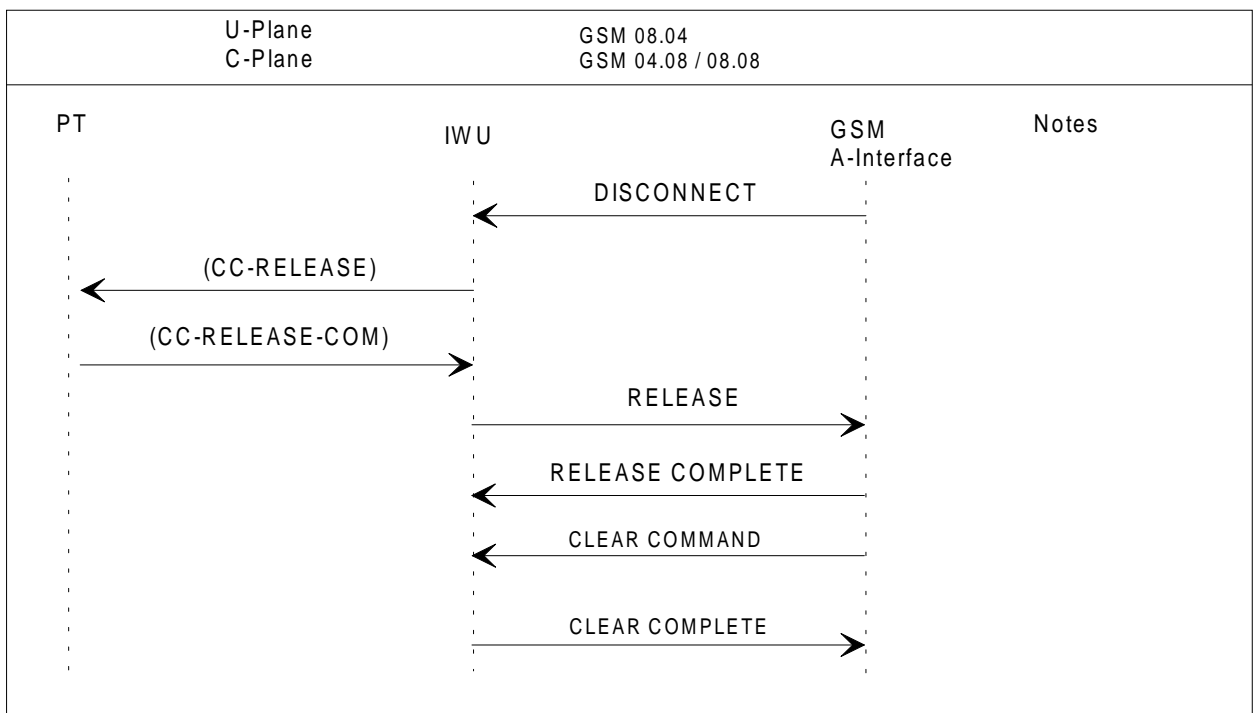 U-Plane
C-Plane
GSM 08.04
GSM 04.08 / 08.08
PT
IWU
GSM
A-Interface
Notes
DISCONNECT
(CC-RELEASE)
(CC-RELEASE-COM)
RELEASE
RELEASE COMPLETE
CLEAR COMMAND
CLEAR COMPLETE